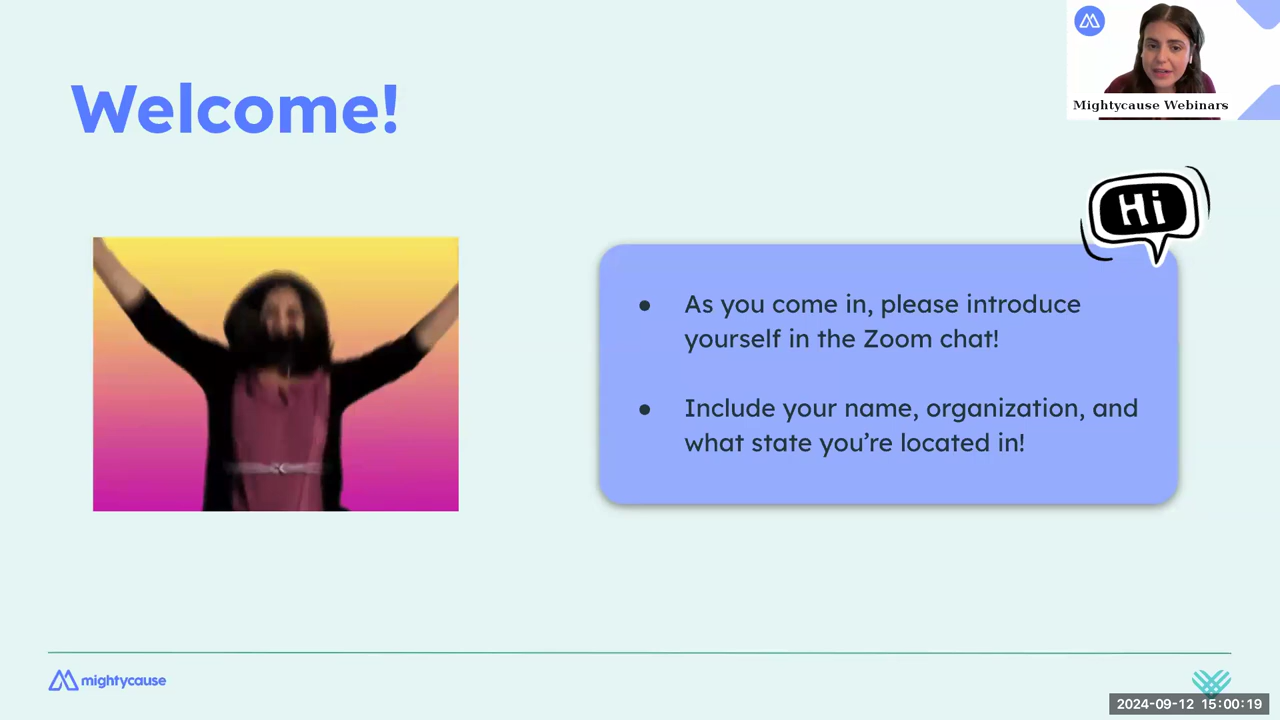 Welcome!
Mightycause Webinars
Hi
● As you come in, please introduce
yourself in the Zoom chat!
● Include your name, organization, and
what state you’re located in!
mightycause
2024-09-12 15:00:19